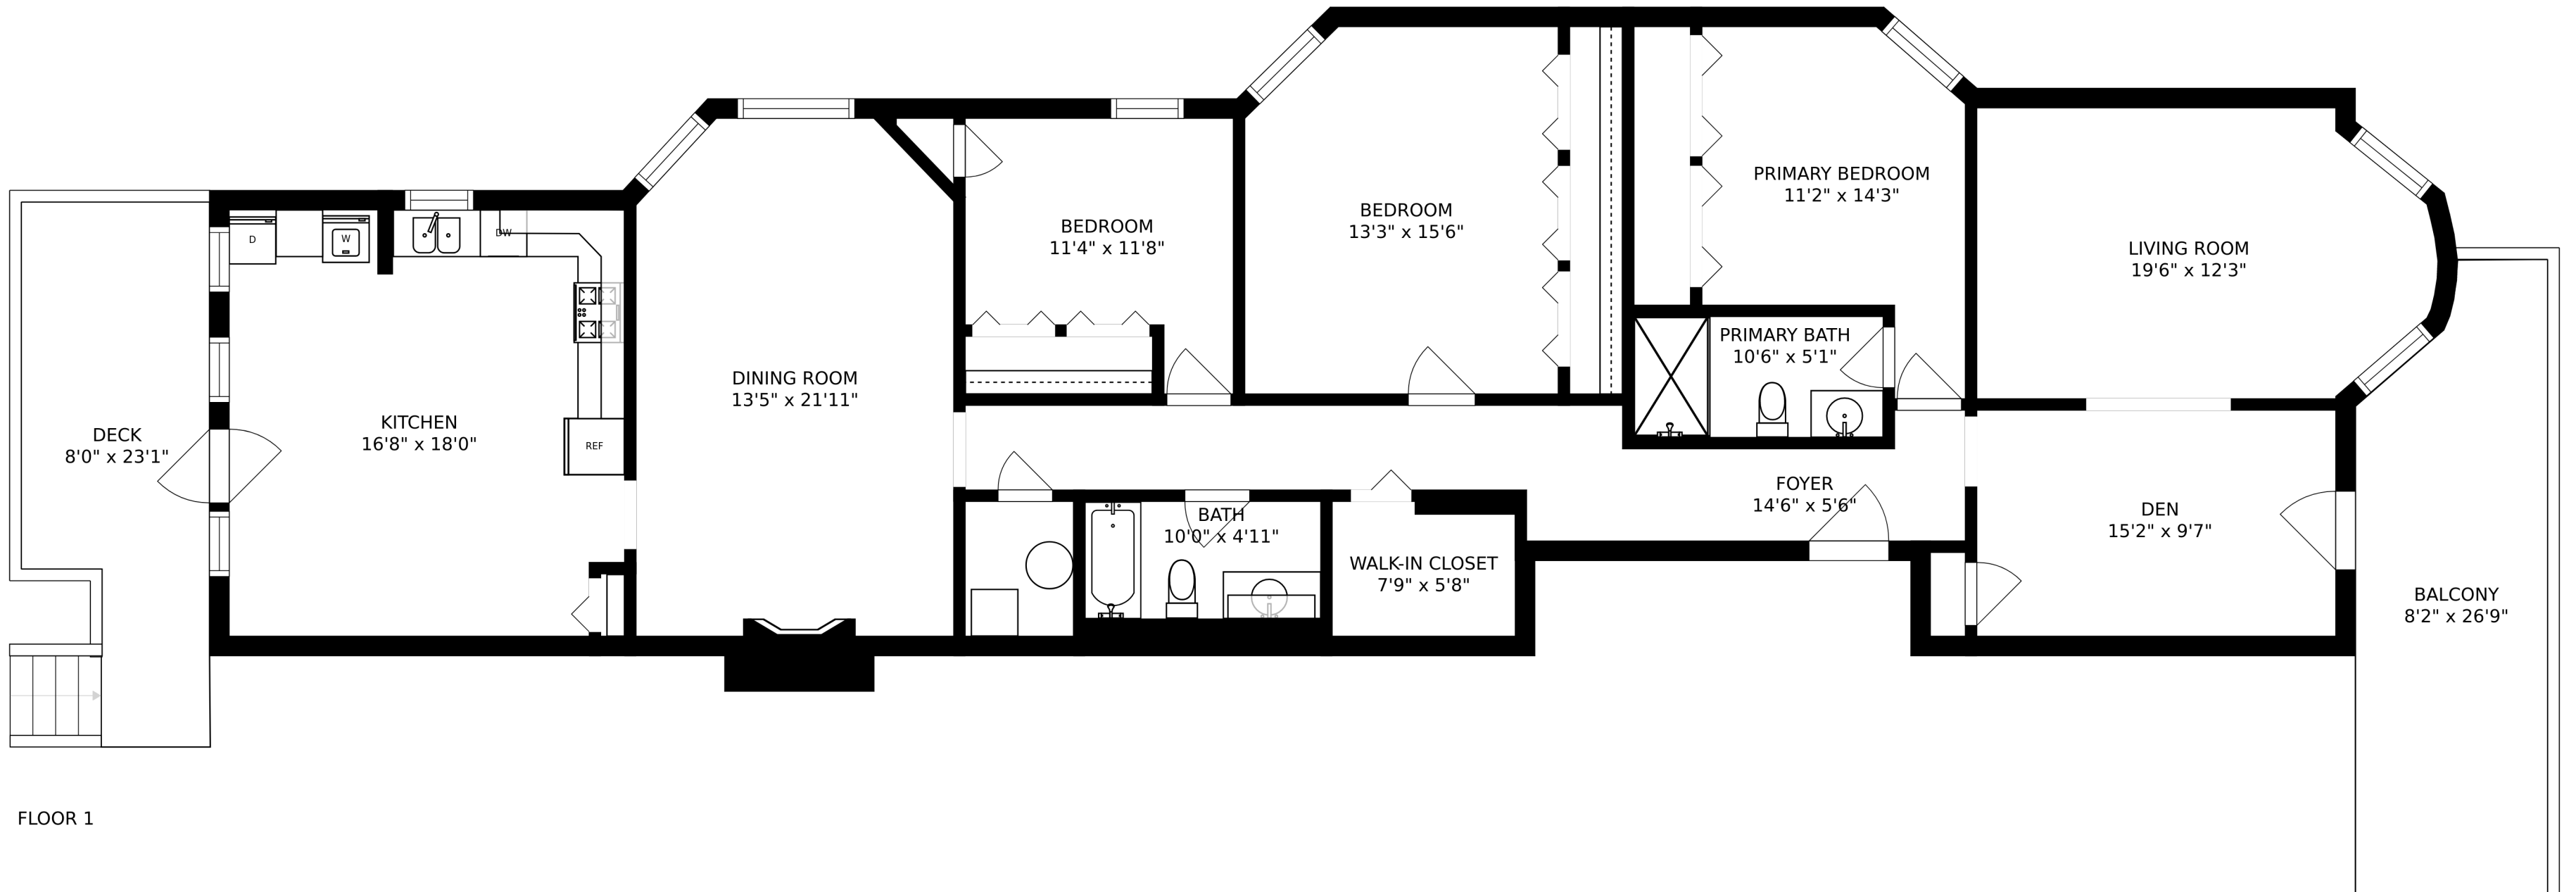 DECK
8'0" x 23'1"
D
W
DW
KITCHEN
16'8" x 18'0"
REF
DINING ROOM
13'5" x 21'11"
BEDROOM
11'4" x 11'8"
BEDROOM
13'3" x 15'6"
PRIMARY BEDROOM
11'2" x 14'3"
PRIMARY BATH
10'6" x 5'1"
LIVING ROOM
19'6" x 12'3"
BATH
10'0" x 4'11"
WALK-IN CLOSET
7'9" x 5'8"
FOYER
14'6" x 5'6"
DEN
15'2" x 9'7"
BALCONY
8'2" x 26'9"
FLOOR 1